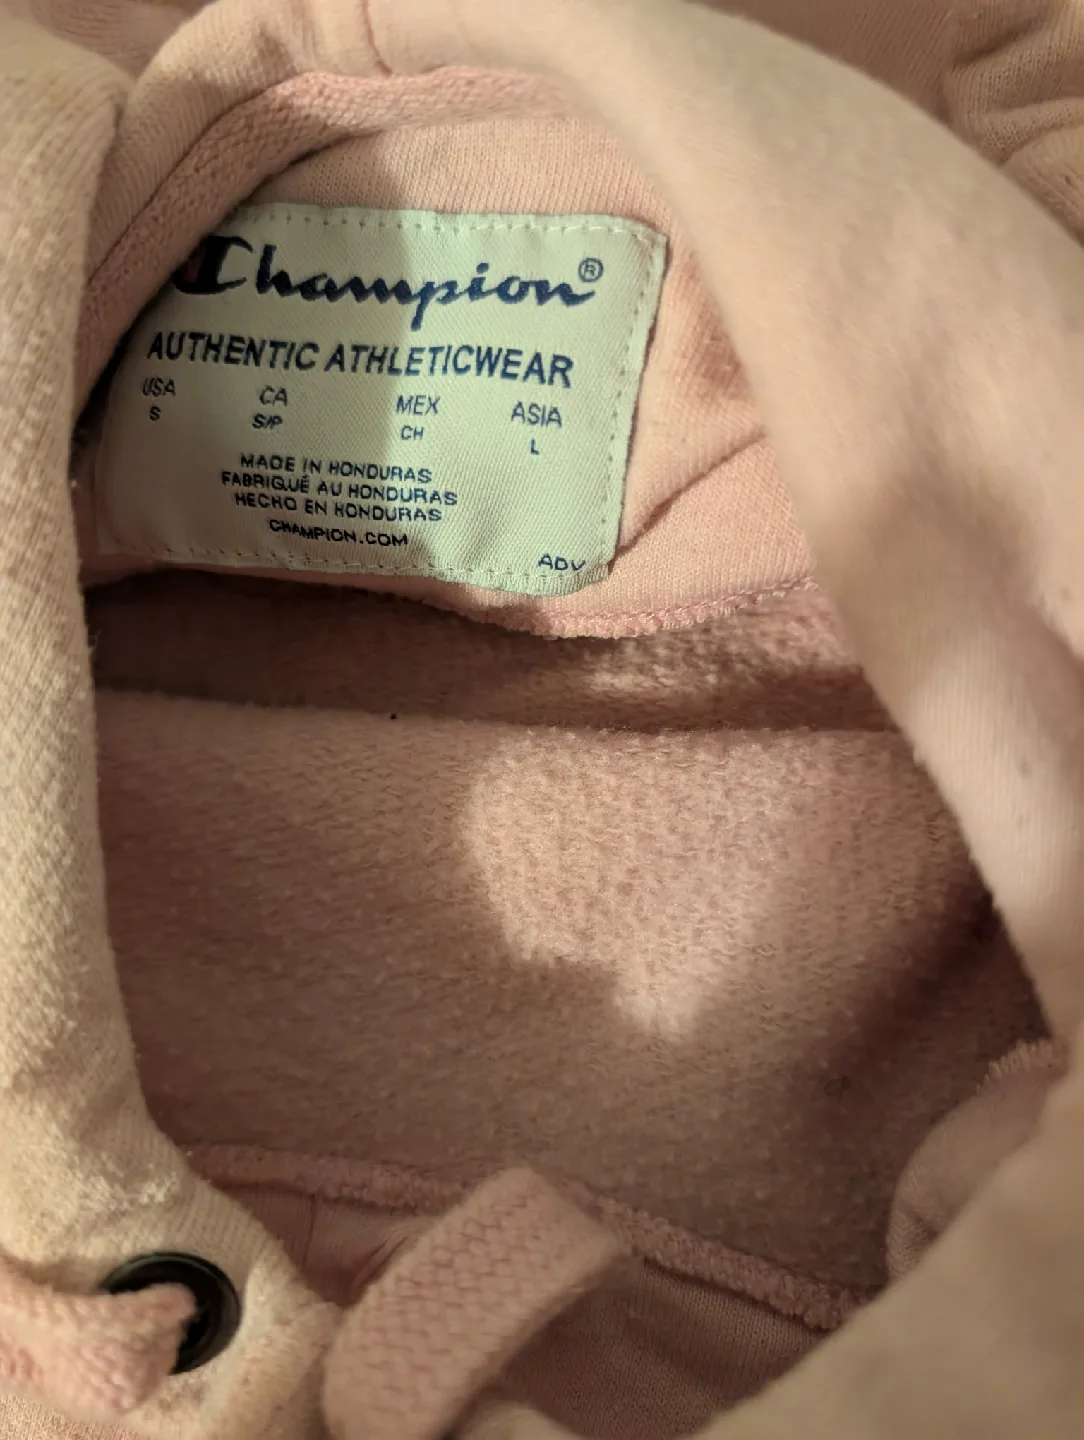 Champion®
AUTHENTIC ATHLETICWEAR
USA CA MEX ASIA
S S/P CH L
MADE IN HONDURAS
FABRIQUÉ AU HONDURAS
HECHO EN HONDURAS
CHAMPION.COM
ADV